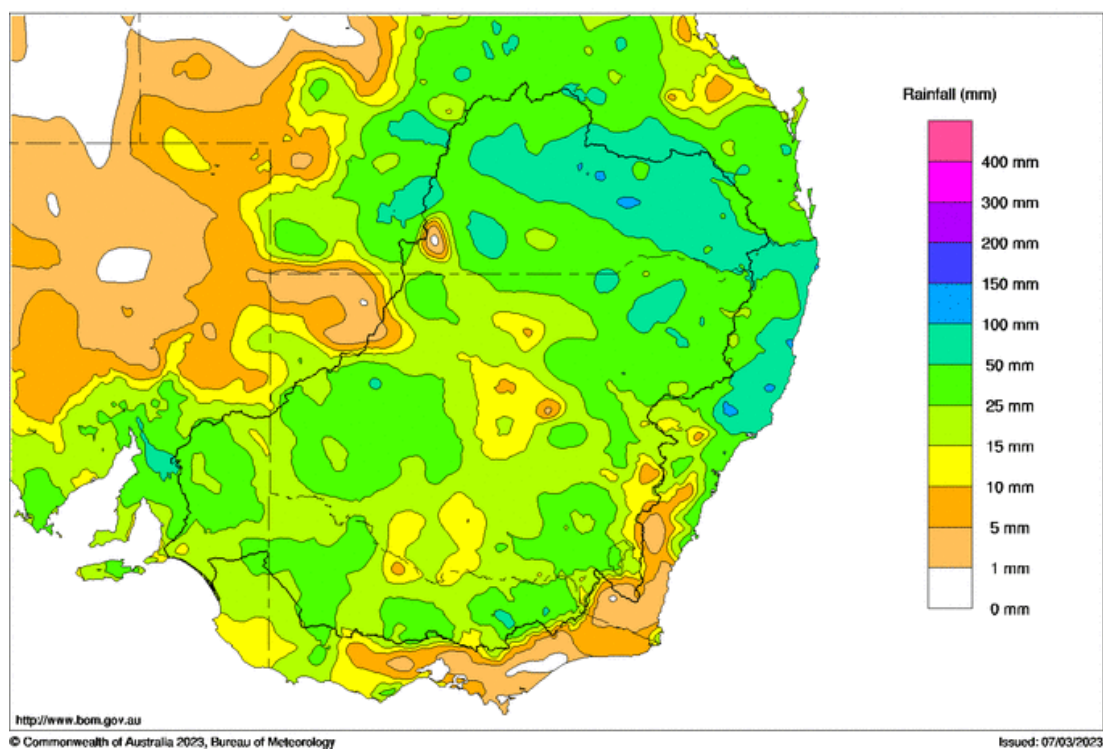 Rainfall (mm)
400 mm
300 mm
200 mm
150 mm
100 mm
50 mm
25 mm
15 mm
10 mm
5 mm
1 mm
0 mm
http://www.bom.gov.au
© Commonwealth of Australia 2023, Bureau of Meteorology
Issued: 07/03/2023